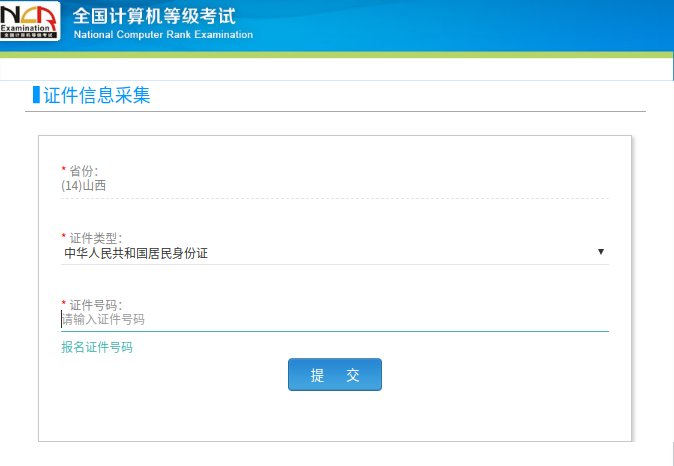 NCR
Examination
全国计算机等级考试
全国计算机等级考试
National Computer Rank Examination
证件信息采集
* 省份：
(14)山西
* 证件类型：
中华人民共和国居民身份证
* 证件号码：
请输入证件号码
报名证件号码
提 交